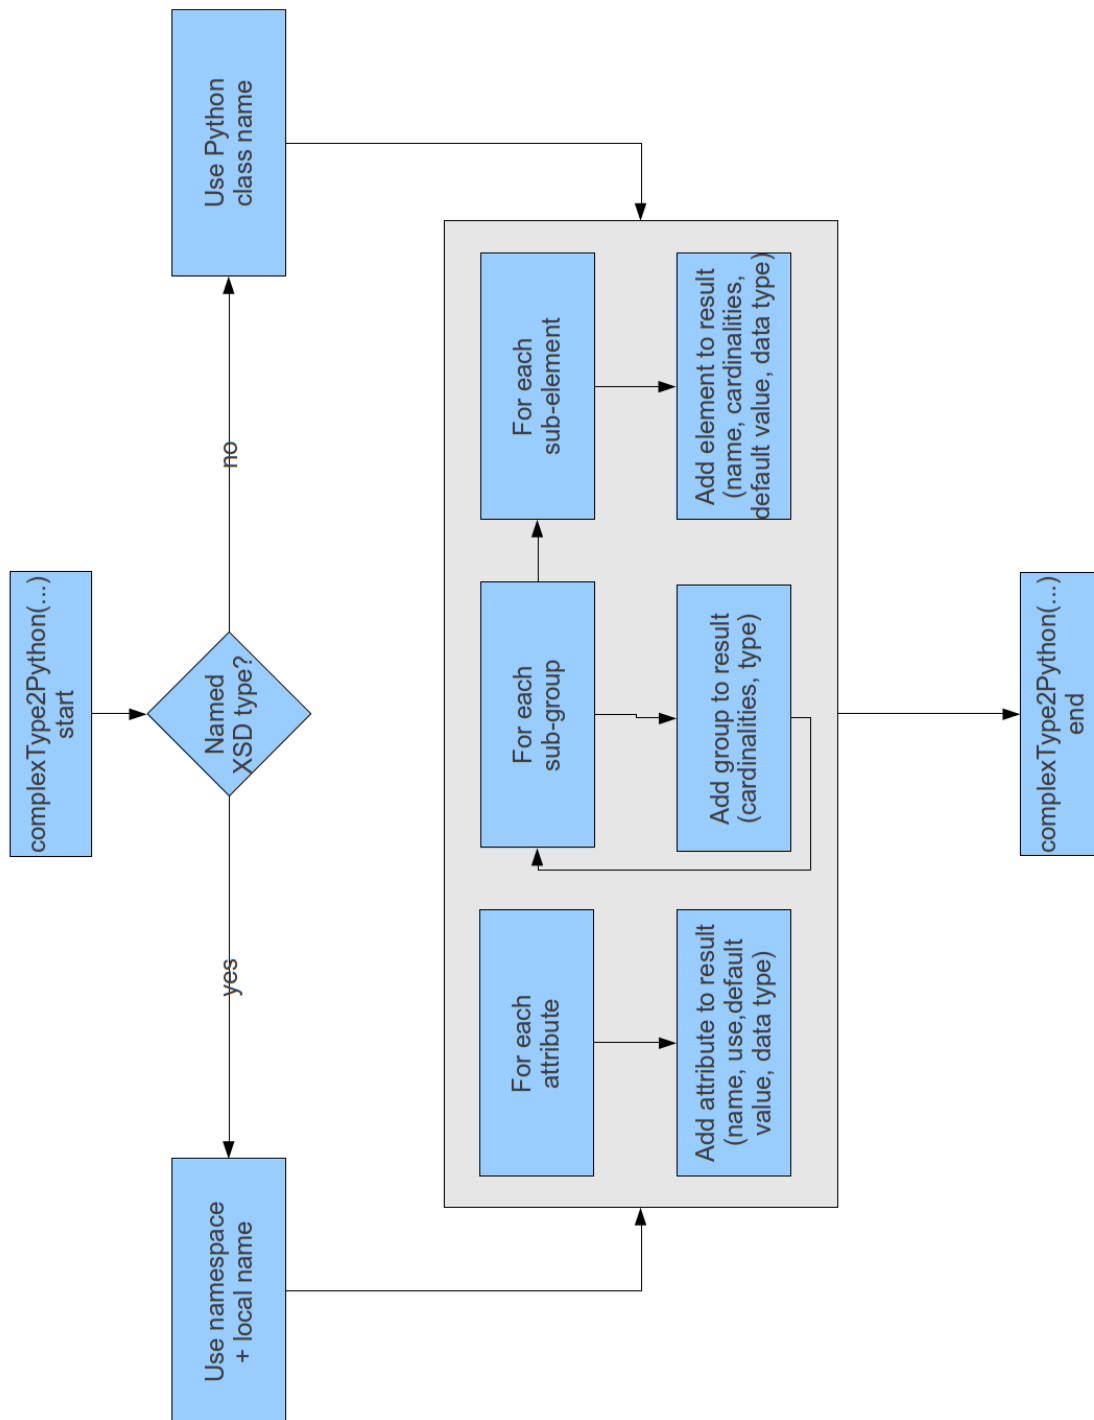 complexType2Python(...)
start
Named
XSD type?
yes
no
Use namespace
+ local name
Use Python
class name
For each
attribute
For each
sub-group
For each
sub-element
Add attribute to result
(name, use,default
value, data type)
Add group to result
(cardinalities, type)
Add element to result
(name, cardinalities,
default value, data type)
complexType2Python(...)
end